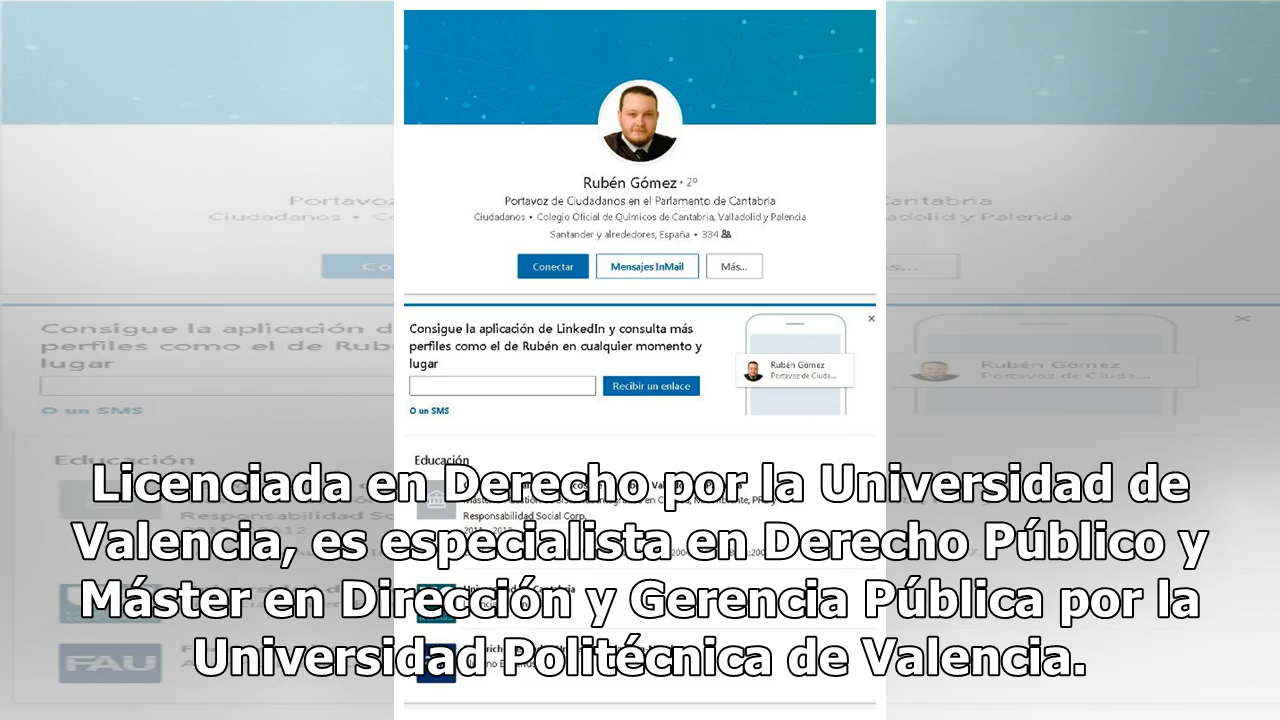 Rubén Gómez · 2º
Portavoz de Ciudadanos en el Parlamento de Cantabria
Ciudadanos • Colegio Oficial de Químicos de Cantabria, Valladolid y Palencia
Santander y alrededores, España • 334
Conectar
Mensajes InMail
Más...
Consigue la aplicación de LinkedIn y consulta más
perfiles como el de Rubén en cualquier momento y
lugar
Recibir un enlace
O un SMS
Rubén Gómez
Portavoz de Ciuda...
Educación
Responsabilidad Social Corp.
Licenciada en Derecho por la Universidad de
Valencia, es especialista en Derecho Público y
Máster en Dirección y Gerencia Pública por la
Universidad Politécnica de Valencia.
FAU